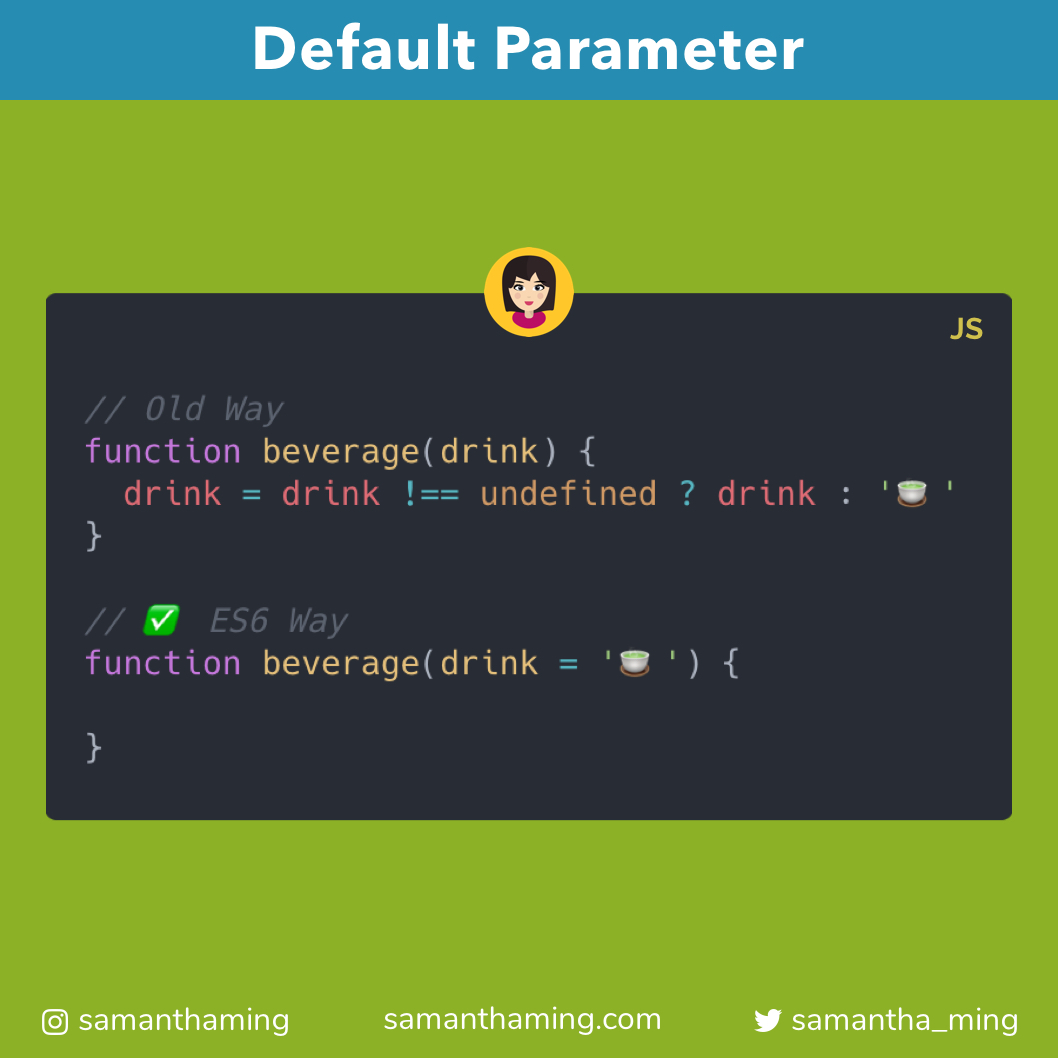 Default Parameter
JS
// Old Way
function beverage(drink) {
  drink = drink !== undefined ? drink : '🍵 '
}
// ✅ ES6 Way
function beverage(drink = '🍵 ') {
}
samanthaming
samanthaming.com
samantha_ming